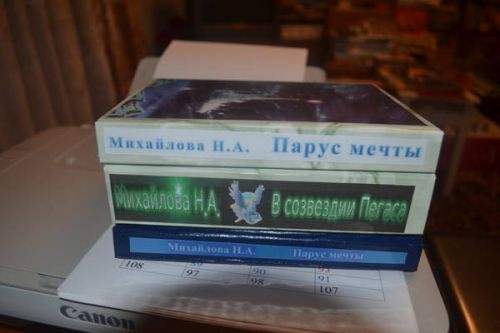 Михайлова Н.А. Парус мечты
Михайлова Н.А. В созвездии Пегаса
Михайлова Н.А. Парус мечты
108 97 90 91
98 107
Canon